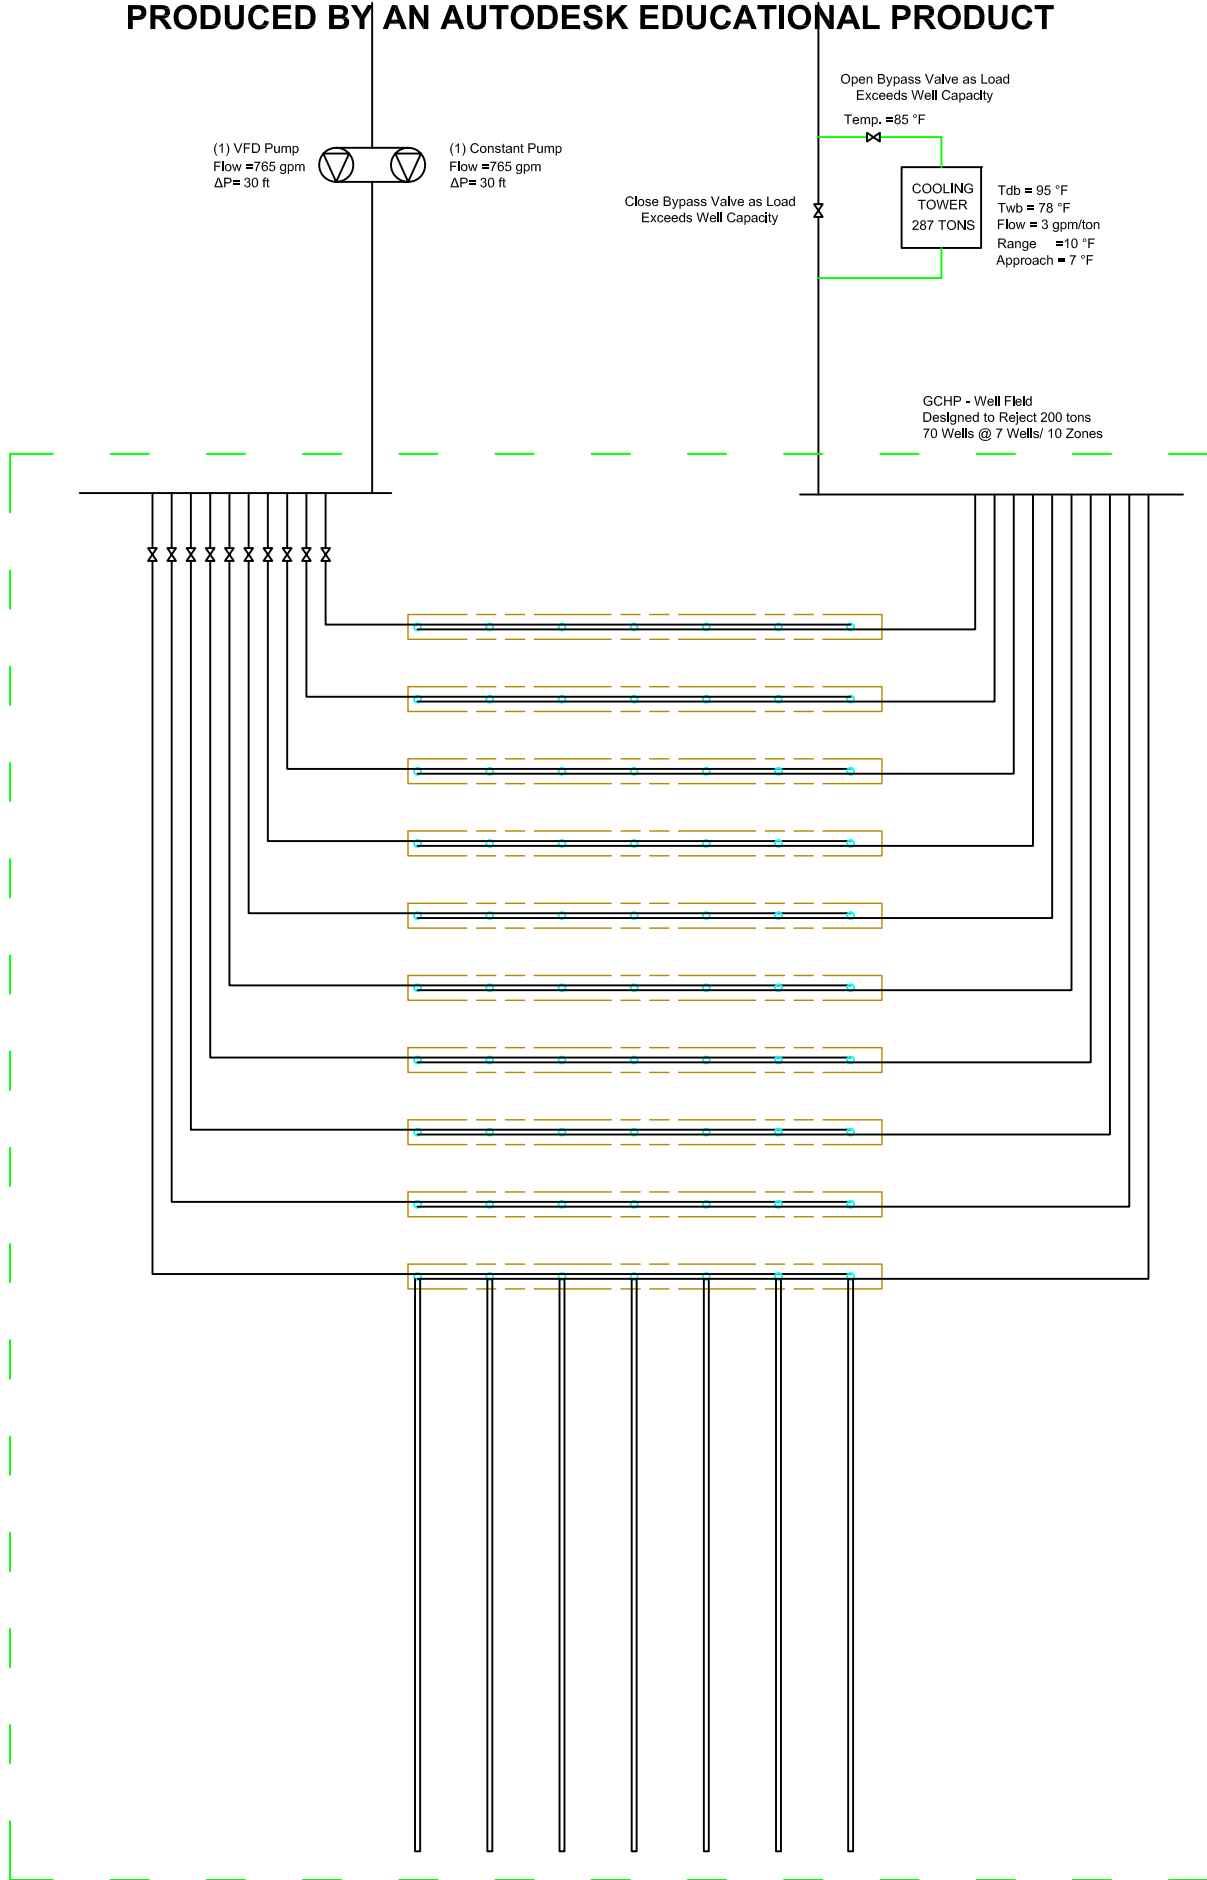 PRODUCED BY AN AUTODESK EDUCATIONAL PRODUCT
Open Bypass Valve as Load
Exceeds Well Capacity
Temp. =85 °F
(1) VFD Pump
Flow =765 gpm
ΔP= 30 ft
(1) Constant Pump
Flow =765 gpm
ΔP= 30 ft
Close Bypass Valve as Load
Exceeds Well Capacity
COOLING
TOWER
287 TONS
Tdb = 95 °F
Twb = 78 °F
Flow = 3 gpm/ton
Range =10 °F
Approach = 7 °F
GCHP - Well Field
Designed to Reject 200 tons
70 Wells @ 7 Wells/ 10 Zones